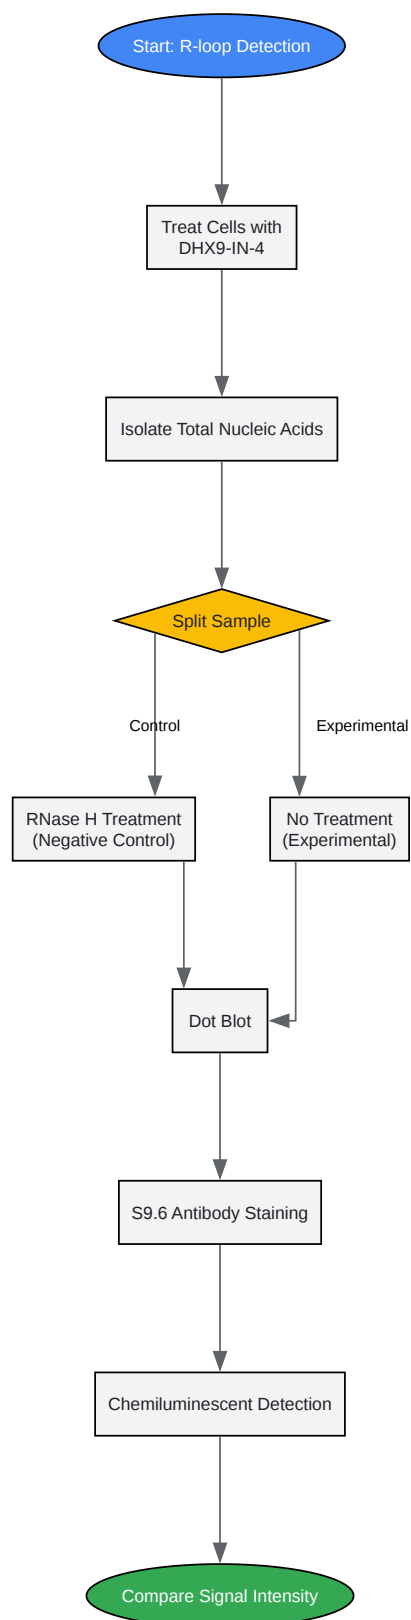 Start: R-loop Detection
Treat Cells with
DHX9-IN-4
Isolate Total Nucleic Acids
Split Sample
Control
Experimental
RNase H Treatment
(Negative Control)
No Treatment
(Experimental)
Dot Blot
S9.6 Antibody Staining
Chemiluminescent Detection
Compare Signal Intensity